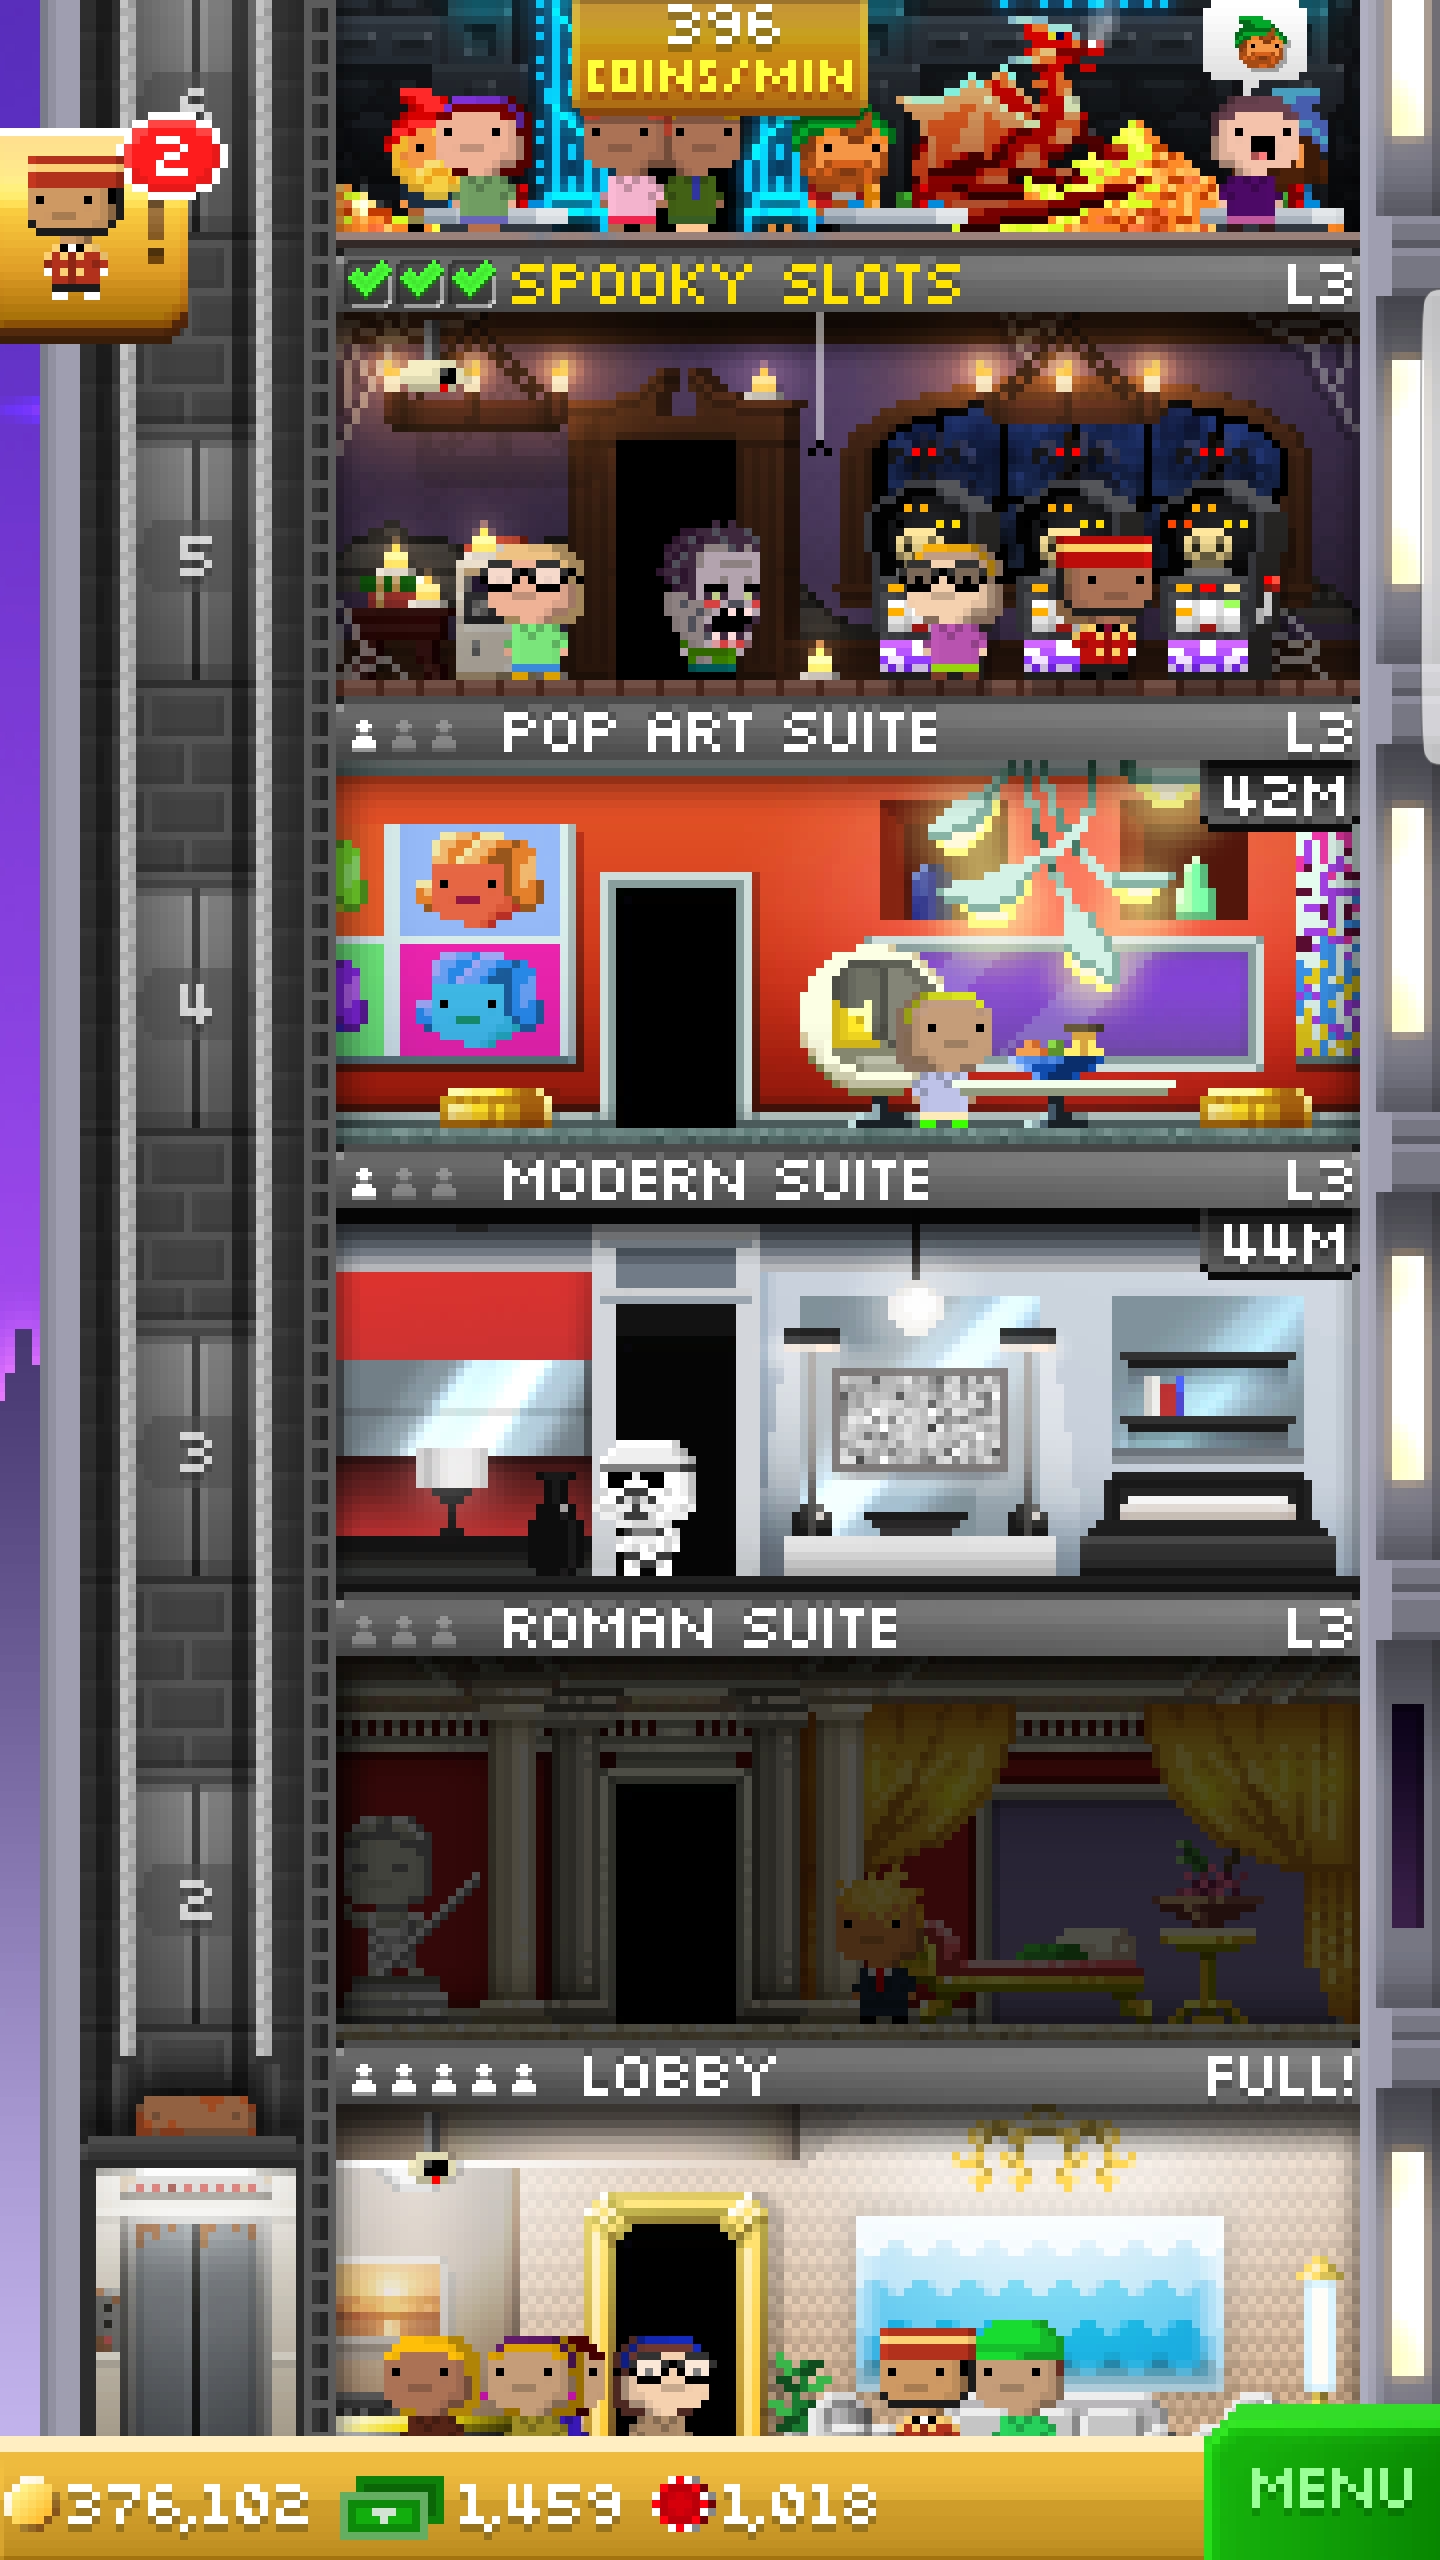 396
COINS/MIN
2
SPOOKY SLOTS L3
5
POP ART SUITE L3
42M
4
MODERN SUITE L3
44M
3
ROMAN SUITE L3
2
LOBBY FULL!
376,102 1,459 1,018
MENU